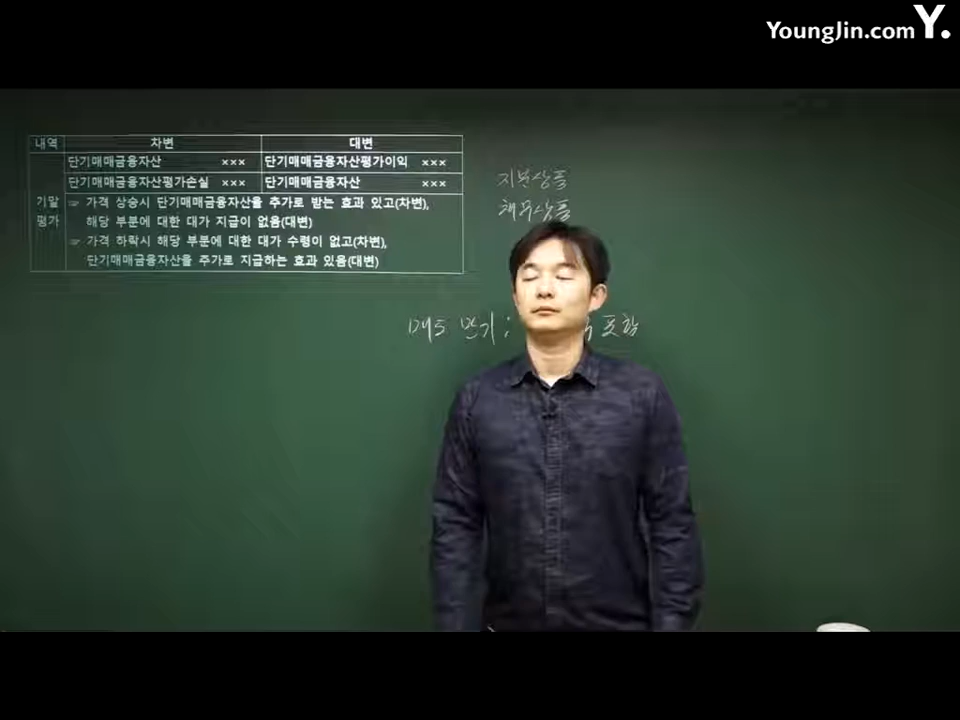 YoungJin.com Y.
내역 차변 대변
단기매매금융자산 ××× 단기매매금융자산평가이익 ×××
단기매매금융자산평가손실 ××× 단기매매금융자산 ×××
기말 평가
☞ 가격 상승시 단기매매금융자산을 추가로 받는 효과 있고(차변),
해당 부분에 대한 대가 지급이 없음(대변)
☞ 가격 하락시 해당 부분에 대한 대가 수령이 없고(차변),
단기매매금융자산을 추가로 지급하는 효과 있음(대변)
지분상품
채무상품
만기 : 포함